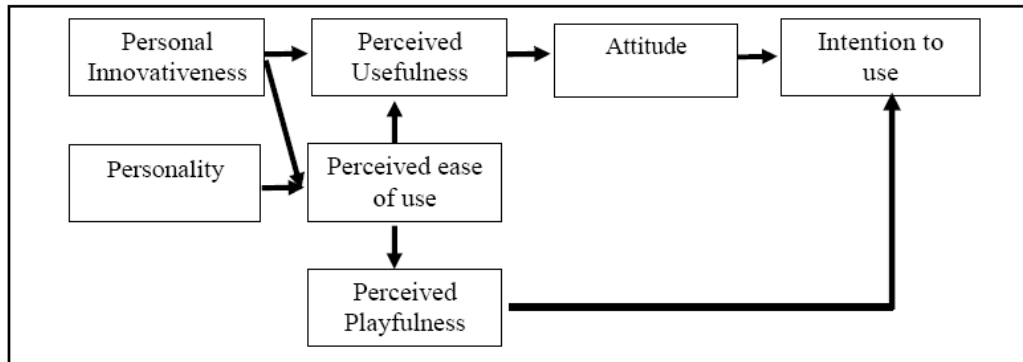 Personal
Innovativeness
Perceived
Usefulness
Attitude
Intention to
use
Personality
Perceived ease
of use
Perceived
Playfulness